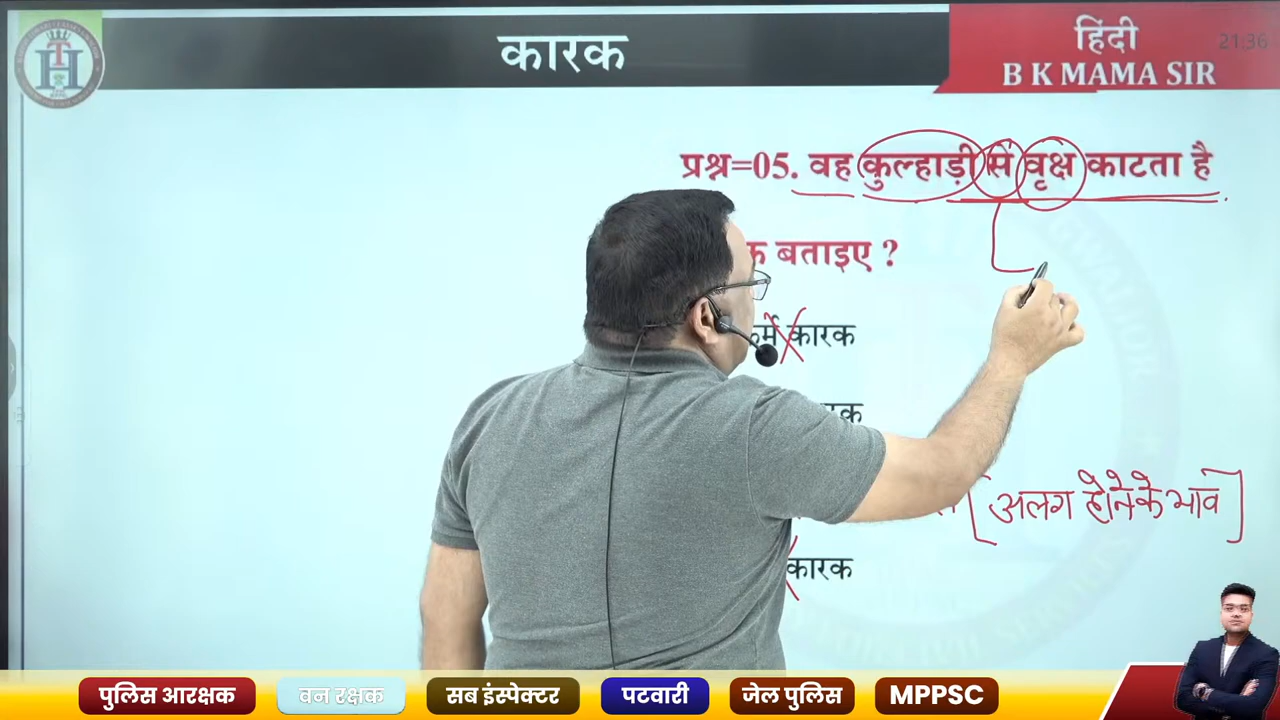 कारक
हिंदी
21:36
B K MAMA SIR
प्रश्न=05. वह कुल्हाड़ी से वृक्ष काटता है
बताइए ?
कारक
[अलग होने के भाव]
कारक
पुलिस आरक्षक
वन रक्षक
सब इंस्पेक्टर
पटवारी
जेल पुलिस
MPPSC